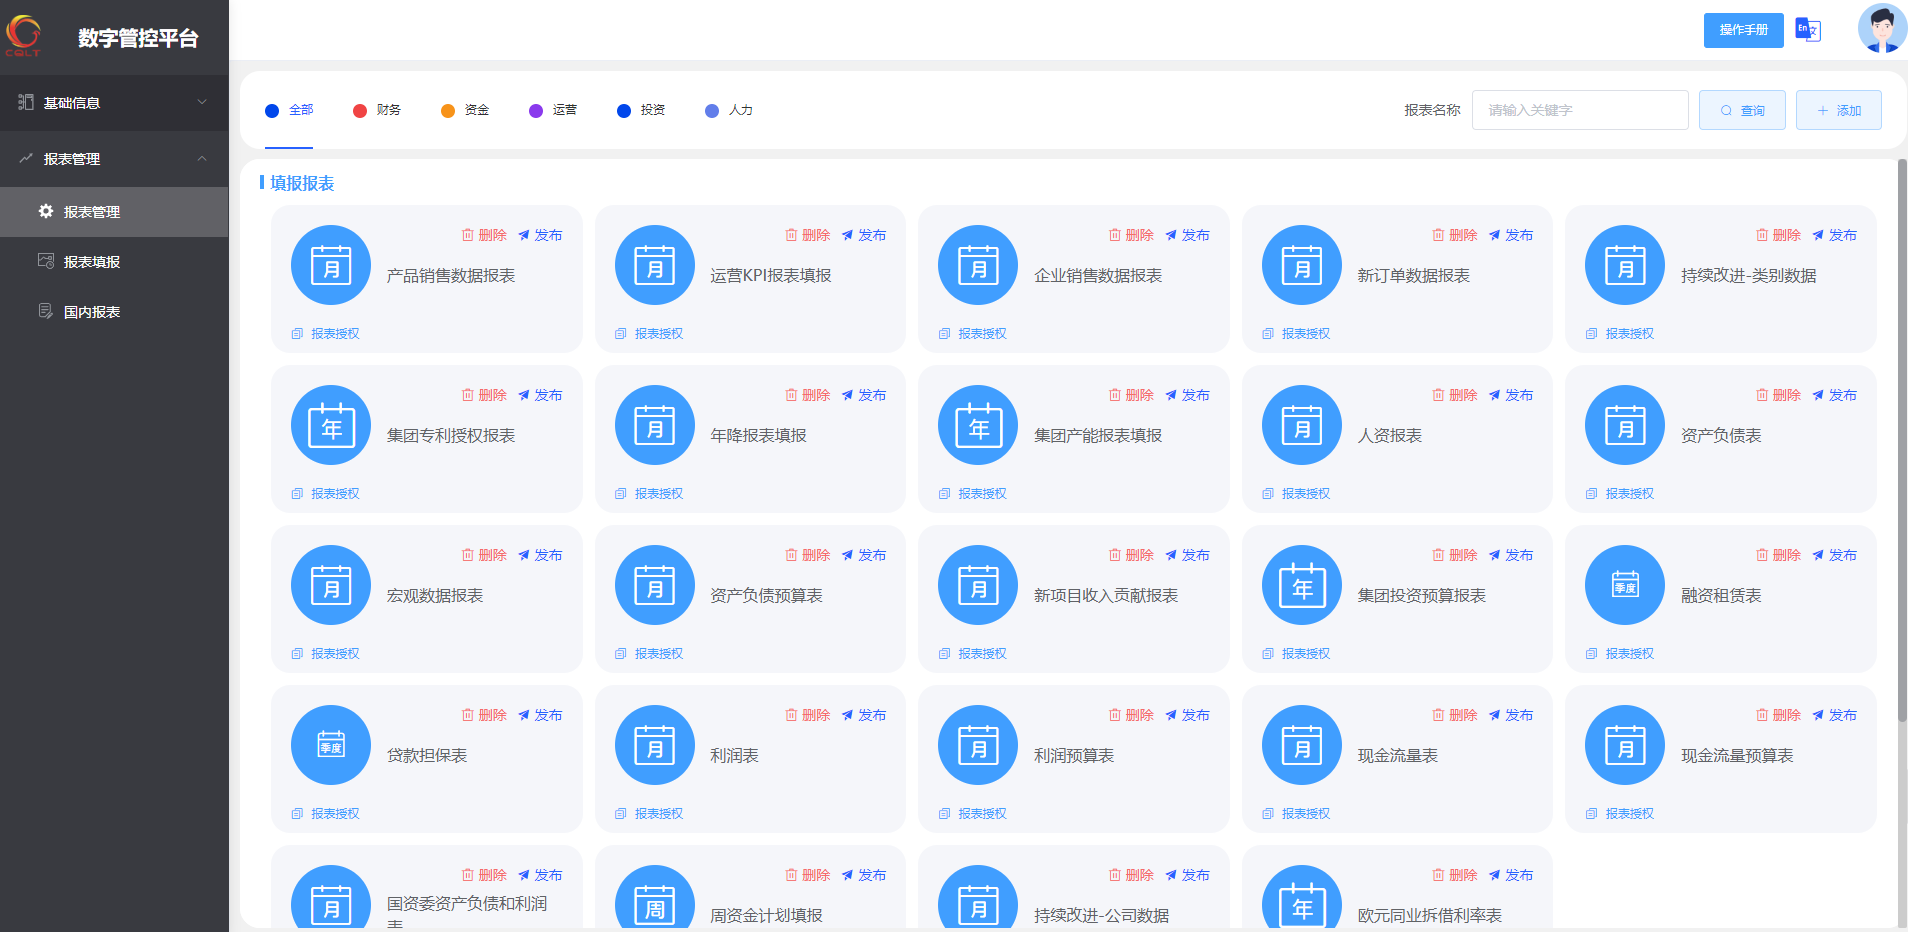 CQLT
数字管控平台
操作手册
En 文
基础信息
报表管理
报表管理
报表填报
国内报表
全部 财务 资金 运营 投资 人力
报表名称 请输入关键字 查询 添加
填报报表
删除 发布 删除 发布 删除 发布 删除 发布 删除 发布
月 产品销售数据报表 月 运营KPI报表填报 月 企业销售数据报表 月 新订单数据报表 月 持续改进-类别数据
报表授权 报表授权 报表授权 报表授权 报表授权
删除 发布 删除 发布 删除 发布 删除 发布 删除 发布
年 集团专利授权报表 月 年降报表填报 年 集团产能报表填报 月 人资报表 月 资产负债表
报表授权 报表授权 报表授权 报表授权 报表授权
删除 发布 删除 发布 删除 发布 删除 发布 删除 发布
月 宏观数据报表 月 资产负债预算表 月 新项目收入贡献报表 年 集团投资预算报表 季度 融资租赁表
报表授权 报表授权 报表授权 报表授权 报表授权
删除 发布 删除 发布 删除 发布 删除 发布 删除 发布
季度 贷款担保表 月 利润表 月 利润预算表 月 现金流量表 月 现金流量预算表
报表授权 报表授权 报表授权 报表授权 报表授权
删除 发布 删除 发布 删除 发布 删除 发布
月 国资委资产负债和利润表 周 周资金计划填报 月 持续改进-公司数据 年 欧元同业拆借利率表